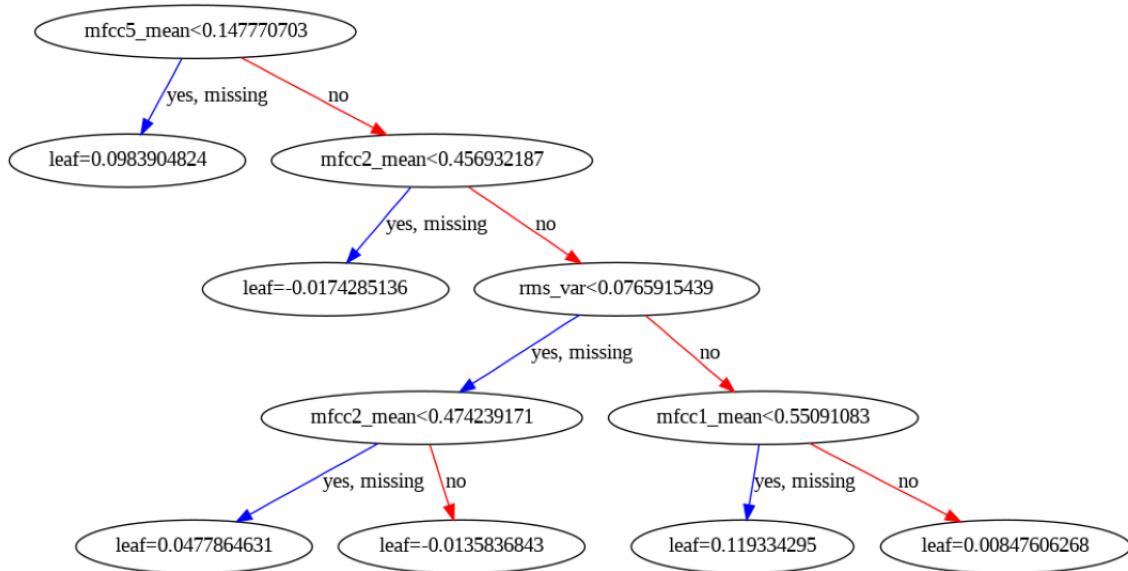 mfcc5_mean<0.147770703
yes, missing
no
leaf=0.0983904824
mfcc2_mean<0.456932187
yes, missing
no
leaf=-0.0174285136
rms_var<0.0765915439
yes, missing
no
mfcc2_mean<0.474239171
mfcc1_mean<0.55091083
yes, missing
no
yes, missing
no
leaf=0.0477864631
leaf=-0.0135836843
leaf=0.119334295
leaf=0.00847606268